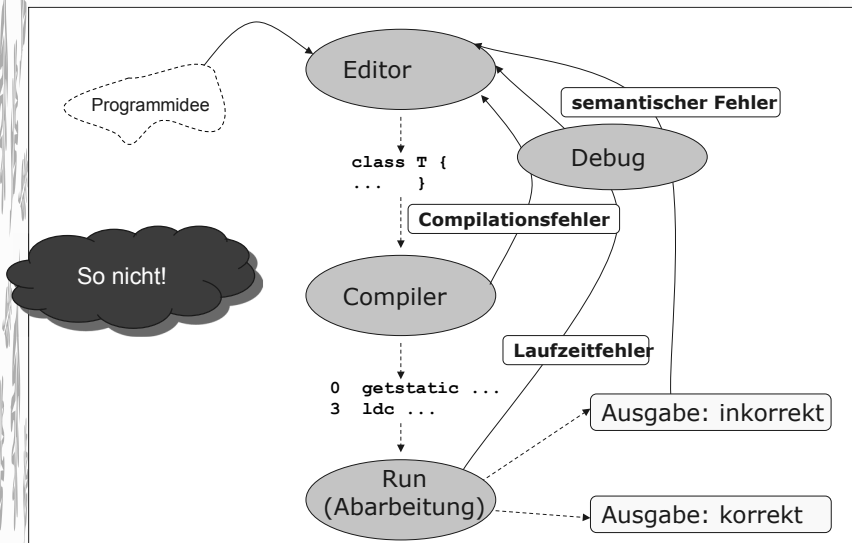 Editor
Programmidee
semantischer Fehler
Debug
class T {
... }
Compilationsfehler
So nicht!
Compiler
Laufzeitfehler
0 getstatic ...
3 ldc ...
Ausgabe: inkorrekt
Run
(Abarbeitung)
Ausgabe: korrekt